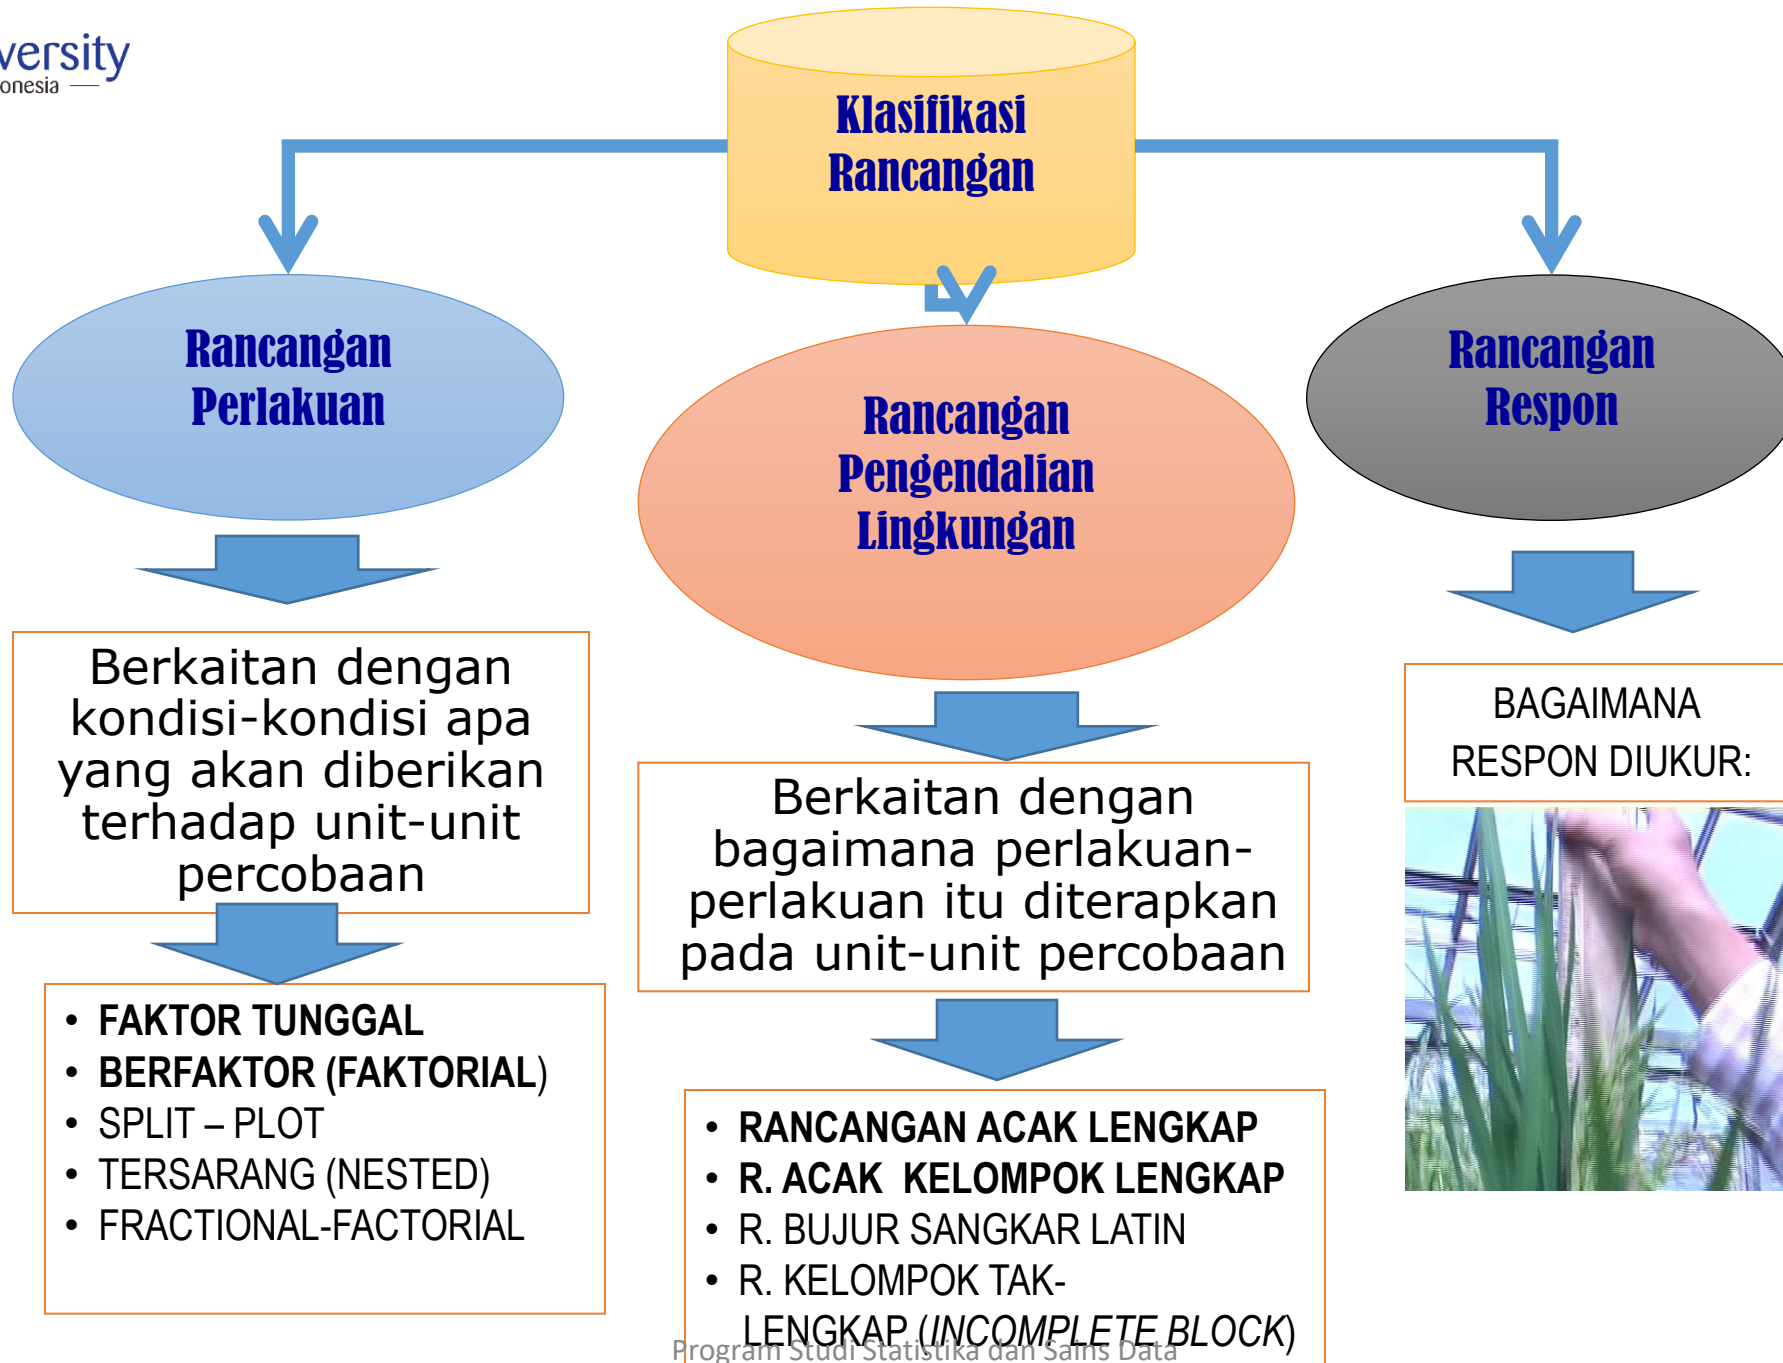 versity
onesia
Klasifikasi
Rancangan
Rancangan
Perlakuan
Rancangan
Pengendalian
Lingkungan
Rancangan
Respon
Berkaitan dengan
kondisi-kondisi apa
yang akan diberikan
terhadap unit-unit
percobaan
• FAKTOR TUNGGAL
• BERFAKTOR (FAKTORIAL)
• SPLIT – PLOT
• TERSARANG (NESTED)
• FRACTIONAL-FACTORIAL
Berkaitan dengan
bagaimana perlakuan-
perlakuan itu diterapkan
pada unit-unit percobaan
• RANCANGAN ACAK LENGKAP
• R. ACAK KELOMPOK LENGKAP
• R. BUJUR SANGKAR LATIN
• R. KELOMPOK TAK-
LENGKAP (INCOMPLETE BLOCK)
BAGAIMANA
RESPON DIUKUR:
Program Studi Statistika dan Sains Data